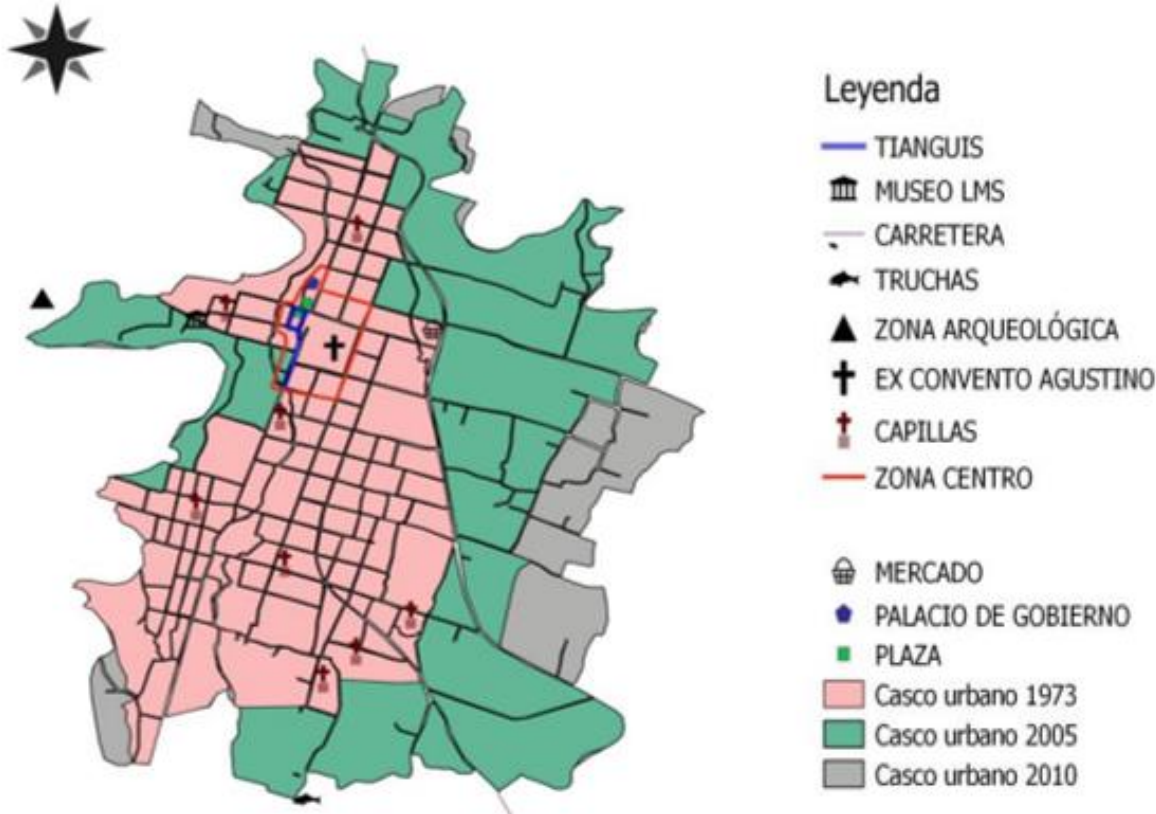 Leyenda
TIANGUIS
MUSEO LMS
CARRETERA
TRUCHAS
ZONA ARQUEOLÓGICA
EX CONVENTO AGUSTINO
CAPILLAS
ZONA CENTRO
MERCADO
PALACIO DE GOBIERNO
PLAZA
Casco urbano 1973
Casco urbano 2005
Casco urbano 2010